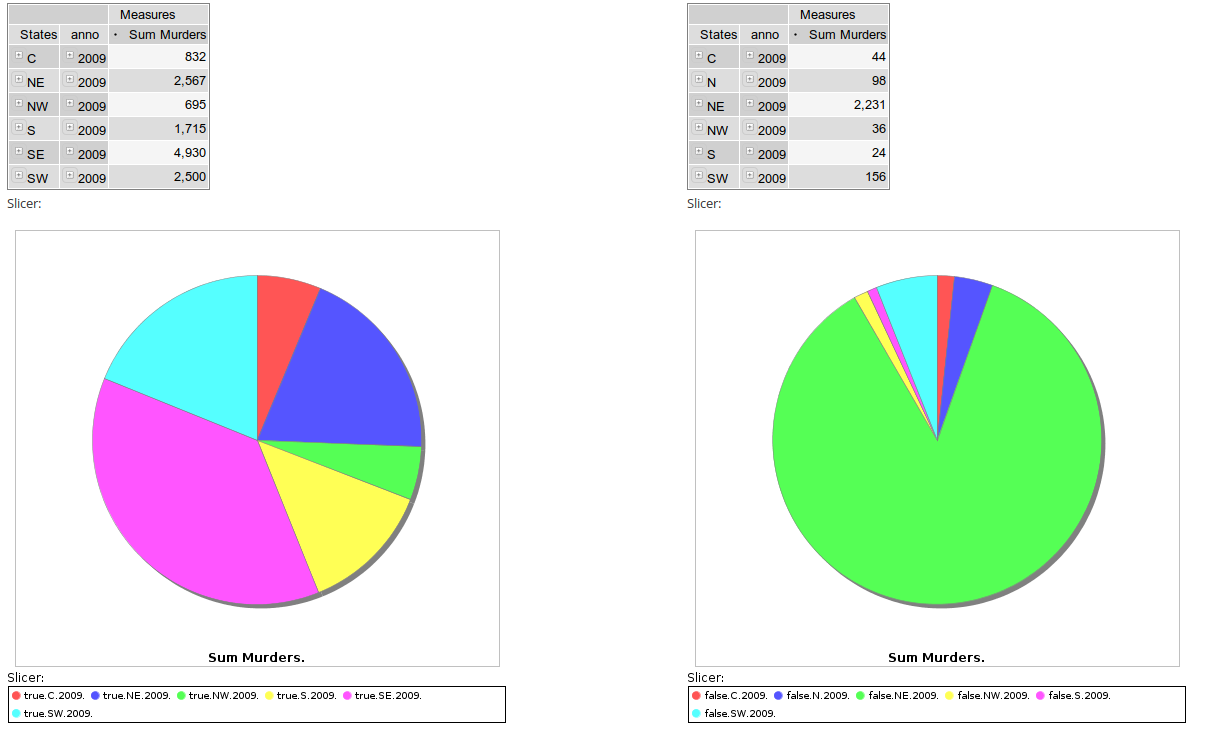 Measures
States anno · Sum Murders
C 2009 832
NE 2009 2,567
NW 2009 695
S 2009 1,715
SE 2009 4,930
SW 2009 2,500
Slicer:
Sum Murders.
Slicer:
true.C.2009. true.NE.2009. true.NW.2009. true.S.2009. true.SE.2009.
true.SW.2009.
Measures
States anno · Sum Murders
C 2009 44
N 2009 98
NE 2009 2,231
NW 2009 36
S 2009 24
SW 2009 156
Slicer:
Sum Murders.
Slicer:
false.C.2009. false.N.2009. false.NE.2009. false.NW.2009. false.S.2009.
false.SW.2009.